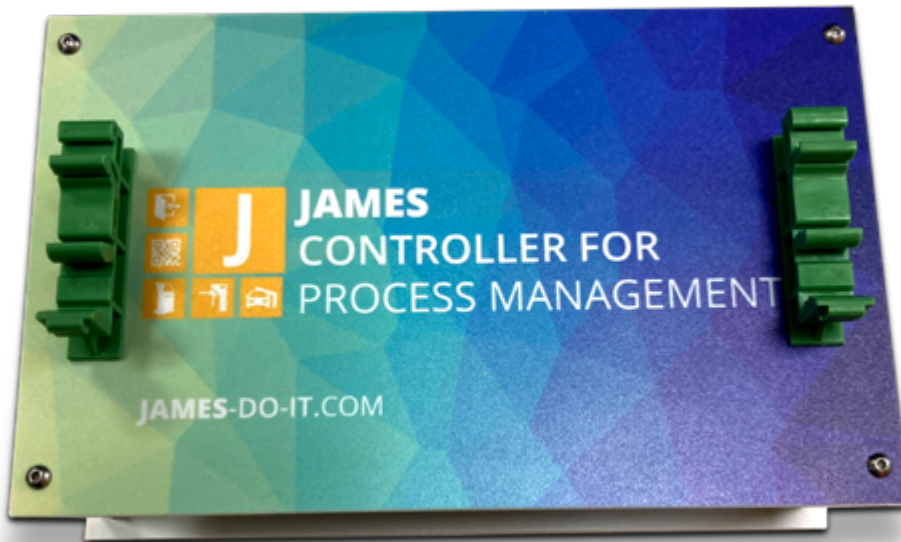 J
JAMES
CONTROLLER FOR
PROCESS MANAGEMENT
JAMES-DO-IT.COM